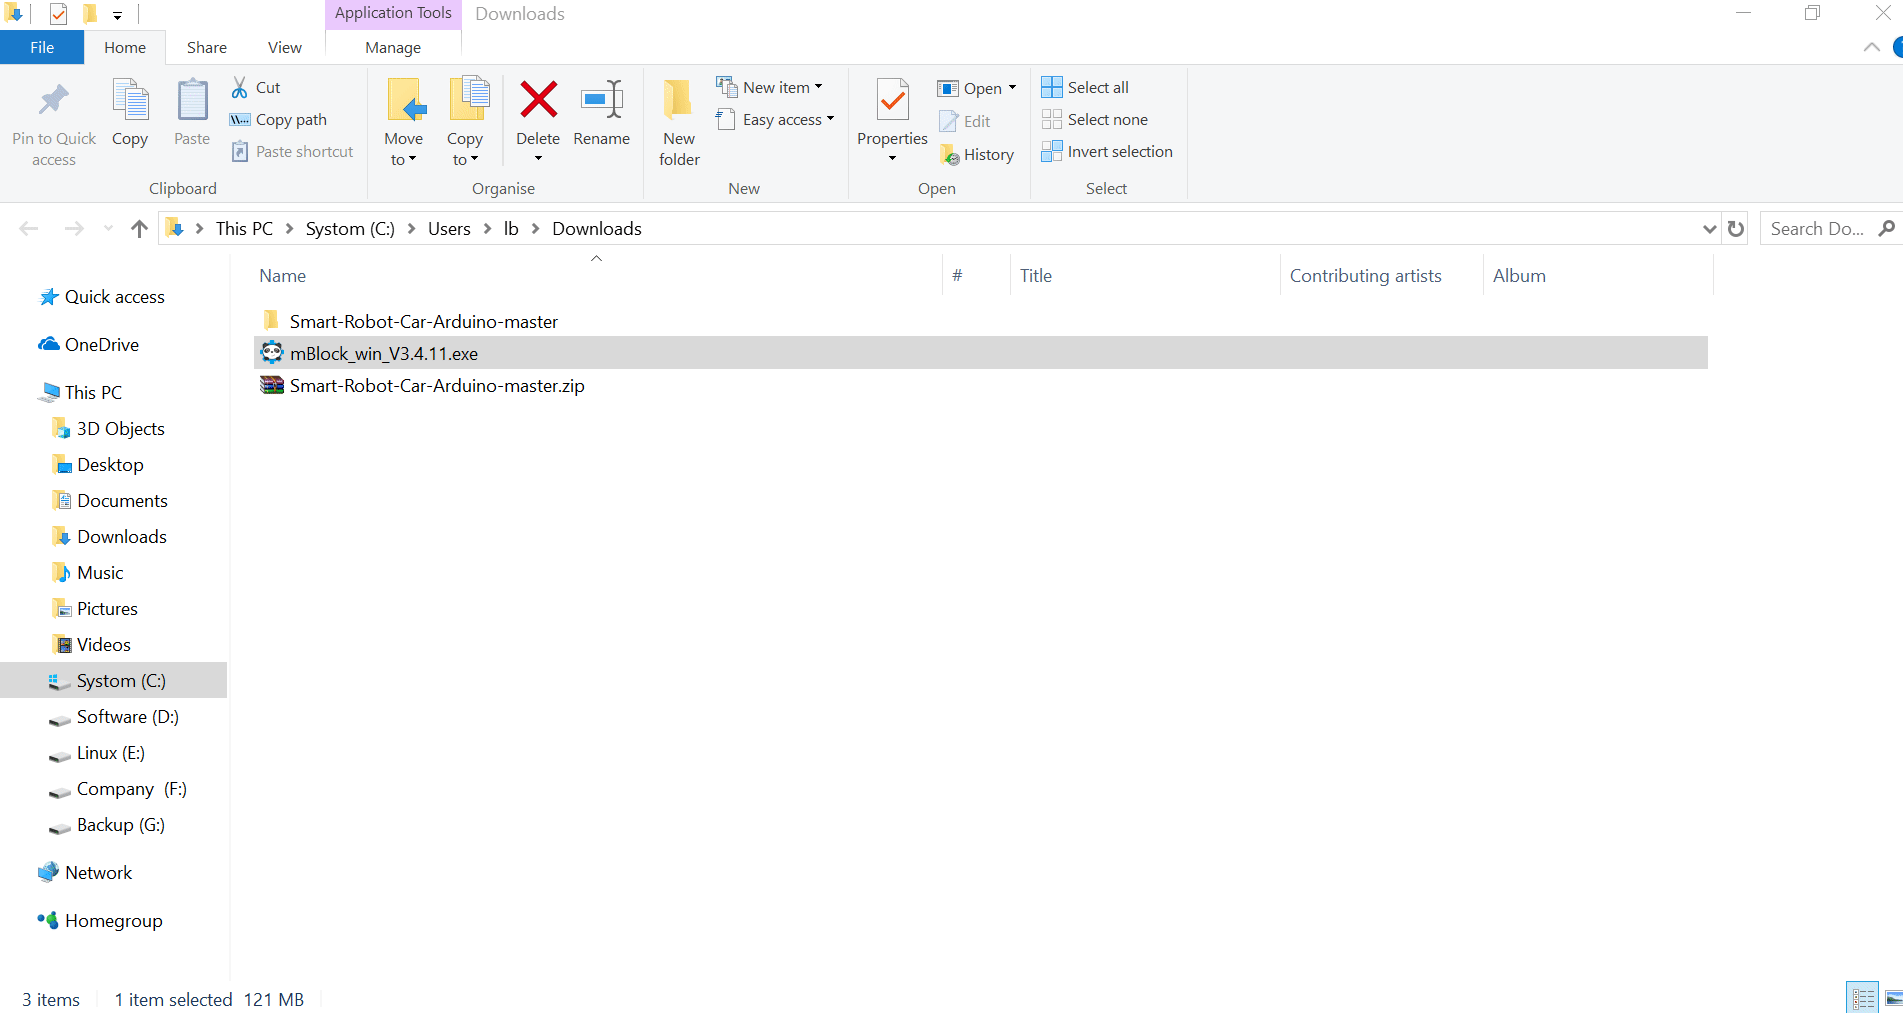 Application Tools Downloads
File Home Share View Manage
Pin to Quick access
Copy
Paste
Cut
Copy path
Paste shortcut
Clipboard
Move to
Copy to
Delete
Rename
Organise
New folder
New item
Easy access
New
Properties
Open
Edit
History
Open
Select all
Select none
Invert selection
Select
This PC Systom (C:) Users lb Downloads
Search Do...
Name # Title Contributing artists Album
Smart-Robot-Car-Arduino-master
mBlock_win_V3.4.11.exe
Smart-Robot-Car-Arduino-master.zip
Quick access
OneDrive
This PC
3D Objects
Desktop
Documents
Downloads
Music
Pictures
Videos
Systom (C:)
Software (D:)
Linux (E:)
Company (F:)
Backup (G:)
Network
Homegroup
3 items 1 item selected 121 MB